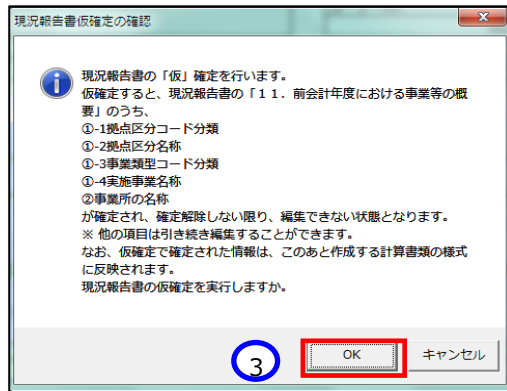 現況報告書仮確定の確認
現況報告書の「仮」確定を行います。
仮確定すると、現況報告書の「１１．前会計年度における事業等の概
要」のうち、
①-1拠点区分コード分類
①-2拠点区分名称
①-3事業類型コード分類
①-4実施事業名称
②事業所の名称
が確定され、確定解除しない限り、編集できない状態となります。
※ 他の項目は引き続き編集することができます。
なお、仮確定で確定された情報は、このあと作成する計算書類の様式
に反映されます。
現況報告書の仮確定を実行しますか。
3
OK
キャンセル